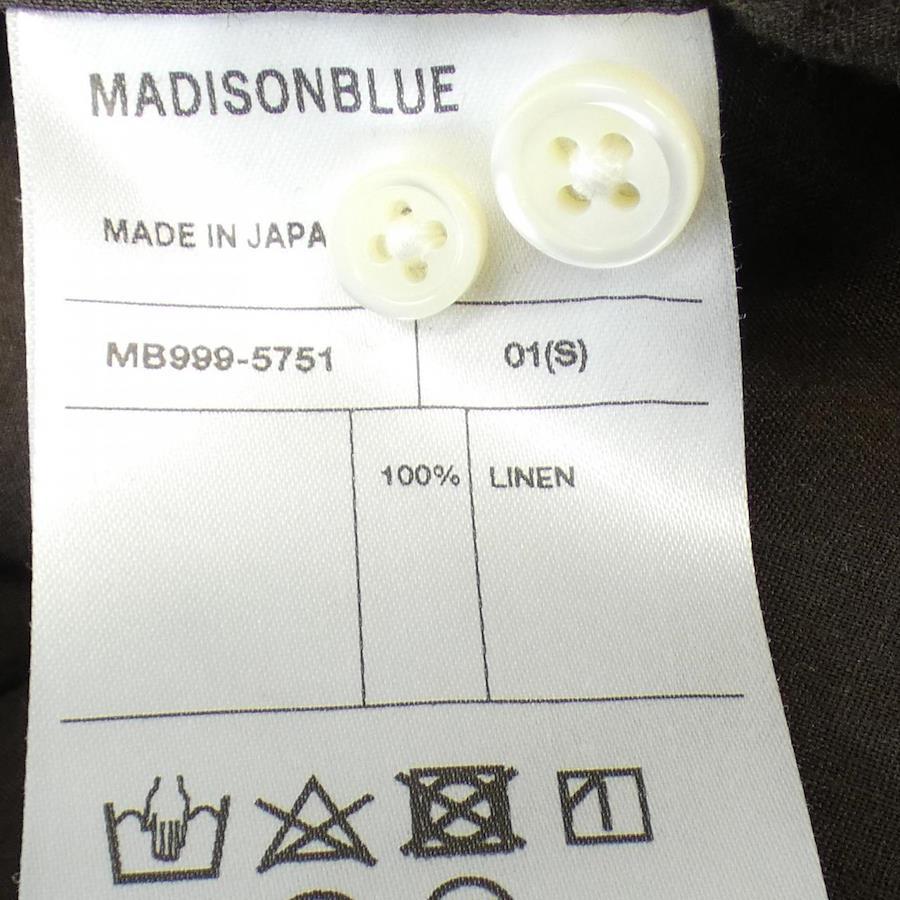 MADISONBLUE
MADE IN JAPA
MB999-5751 01(S)
100% LINEN